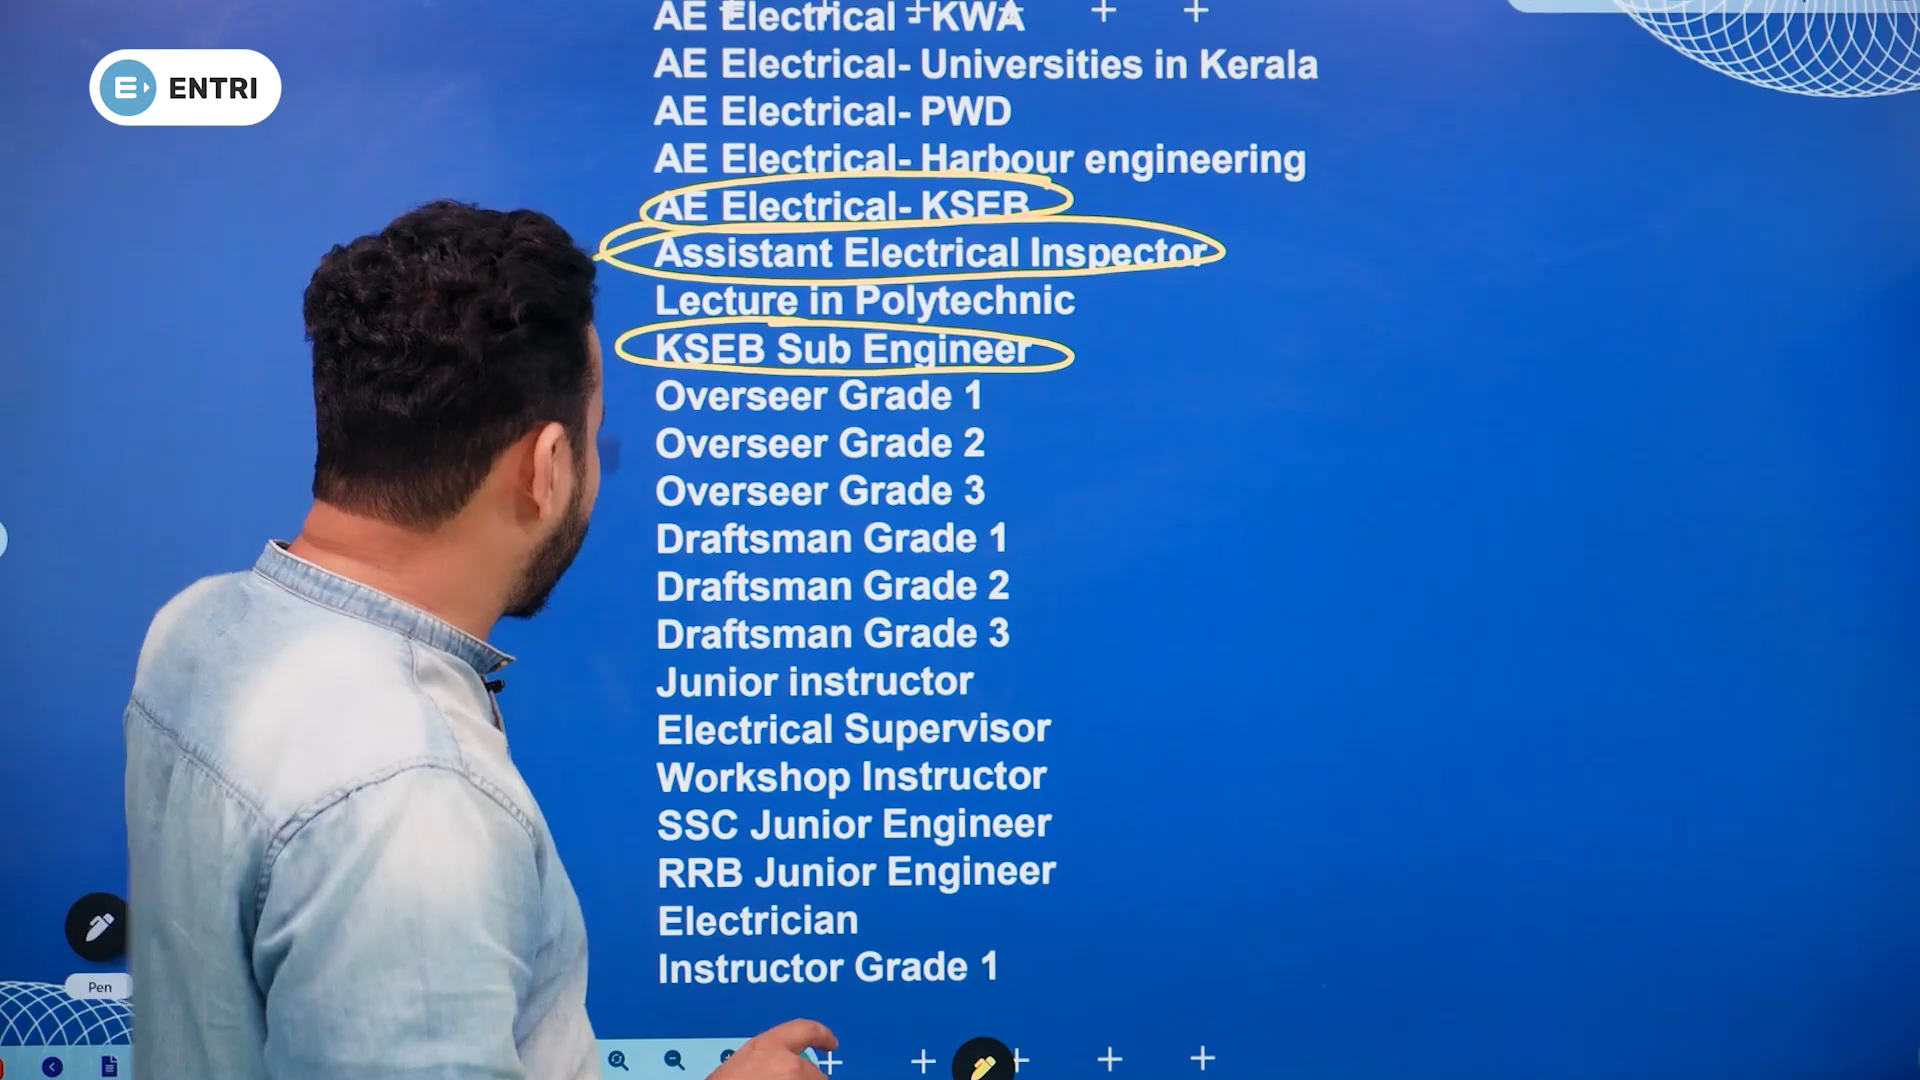 AE Electrical - KWA
ENTRI
AE Electrical- Universities in Kerala
AE Electrical- PWD
AE Electrical- Harbour engineering
AE Electrical- KSEB
Assistant Electrical Inspector
Lecture in Polytechnic
KSEB Sub Engineer
Overseer Grade 1
Overseer Grade 2
Overseer Grade 3
Draftsman Grade 1
Draftsman Grade 2
Draftsman Grade 3
Junior instructor
Electrical Supervisor
Workshop Instructor
SSC Junior Engineer
RRB Junior Engineer
Electrician
Instructor Grade 1
Pen